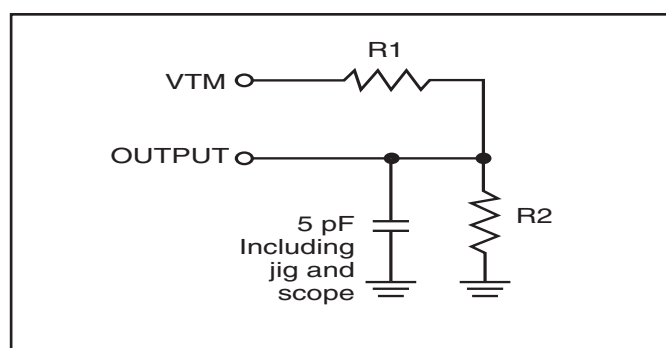 R1
VTM
OUTPUT
5 pF
Including
jig and
scope
R2